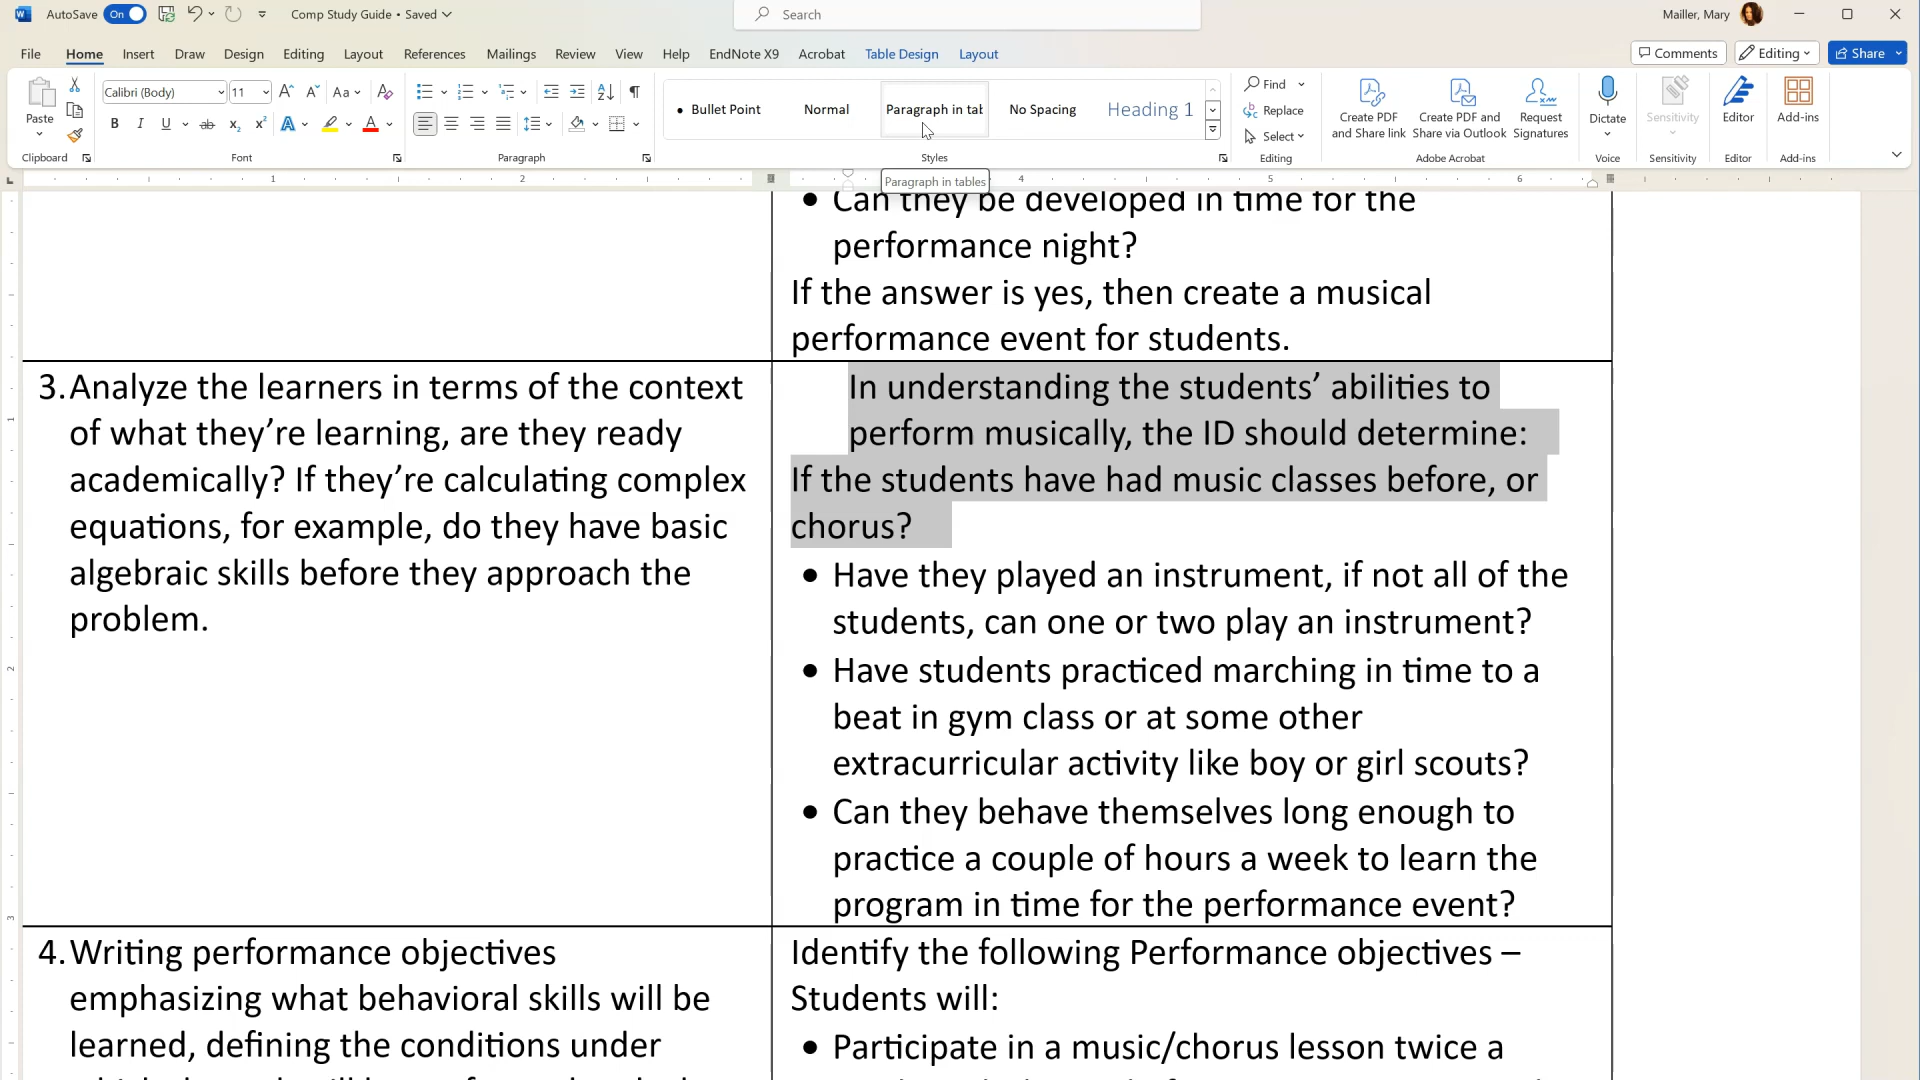 AutoSave On Comp Study Guide • Saved Search Mailler, Mary
File Home Insert Draw Design Editing Layout References Mailings Review View Help EndNote X9 Acrobat Table Design Layout Comments Editing Share
Paste
Clipboard
Calibri (Body) 11
Font
Paragraph
• Bullet Point Normal Paragraph in tab No Spacing Heading 1
Styles
Find
Replace
Select
Editing
Create PDF
and Share link
Create PDF and
Share via Outlook
Request
Signatures
Adobe Acrobat
Dictate
Voice
Sensitivity
Sensitivity
Editor
Editor
Add-ins
Add-ins
1 2 4 5 6
Paragraph in tables
1
2
3
• Can they be developed in time for the
performance night?
If the answer is yes, then create a musical
performance event for students.
3. Analyze the learners in terms of the context
of what they’re learning, are they ready
academically? If they’re calculating complex
equations, for example, do they have basic
algebraic skills before they approach the
problem.
In understanding the students’ abilities to
perform musically, the ID should determine:
If the students have had music classes before, or
chorus?
• Have they played an instrument, if not all of the
students, can one or two play an instrument?
• Have students practiced marching in time to a
beat in gym class or at some other
extracurricular activity like boy or girl scouts?
• Can they behave themselves long enough to
practice a couple of hours a week to learn the
program in time for the performance event?
4. Writing performance objectives
emphasizing what behavioral skills will be
learned, defining the conditions under
Identify the following Performance objectives –
Students will:
• Participate in a music/chorus lesson twice a